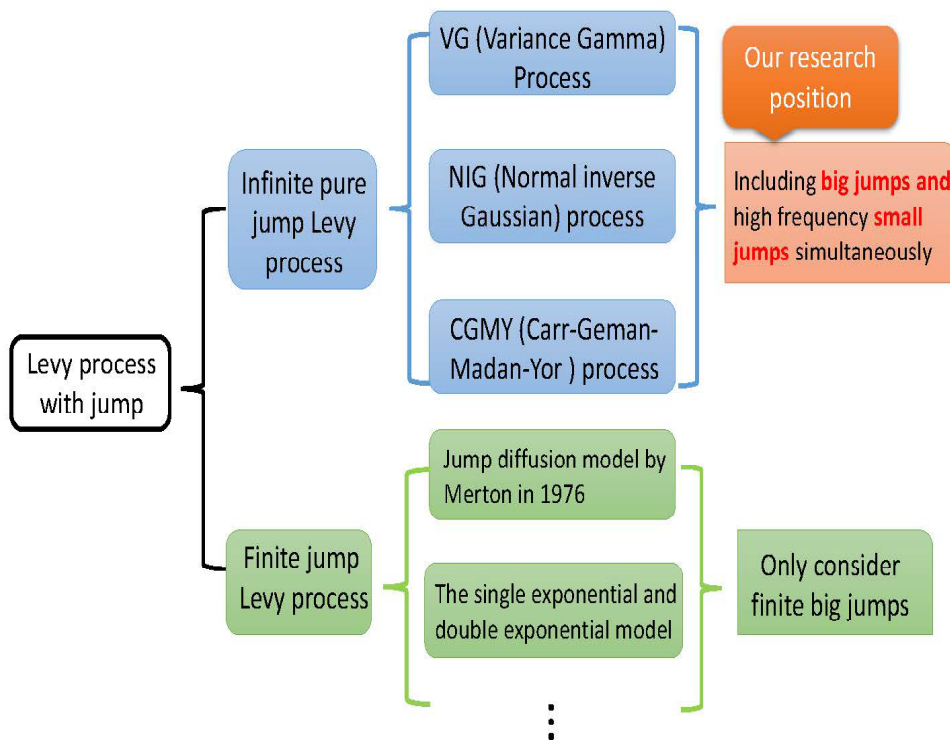 VG (Variance Gamma)
Process
Our research
position
Infinite pure
jump Levy
process
NIG (Normal inverse
Gaussian) process
Including big jumps and
high frequency small
jumps simultaneously
CGMY (Carr-Geman-
Madan-Yor ) process
Levy process
with jump
Jump diffusion model by
Merton in 1976
Finite jump
Levy process
The single exponential and
double exponential model
Only consider
finite big jumps
⋮